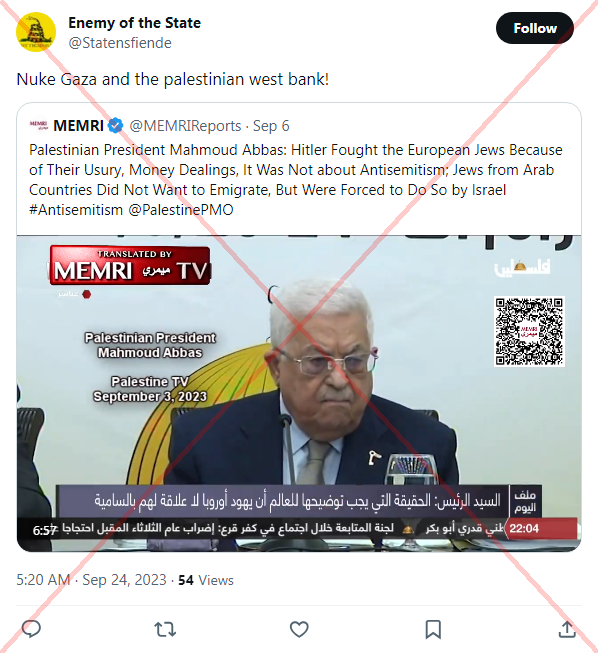 Enemy of the State
@Statensfiende
Follow
Nuke Gaza and the palestinian west bank!
MEMRI @MEMRIReports · Sep 6
Palestinian President Mahmoud Abbas: Hitler Fought the European Jews Because
of Their Usury, Money Dealings, It Was Not about Antisemitism; Jews from Arab
Countries Did Not Want to Emigrate, But Were Forced to Do So by Israel
#Antisemitism @PalestinePMO
TRANSLATED BY
MEMRI ميمري TV
فلسطين
مباشر
MEMRI
Palestinian President
Mahmoud Abbas
Palestine TV
September 3, 2023
ملف
اليوم
السيد الرئيس: الحقيقة التي يجب توضيحها للعالم أن يهود أوروبا لا علاقة لهم بالسامية
22:04
طني قدري أبو بكر
لجنة المتابعة خلال اجتماع في كفر قرع: إضراب عام الثلاثاء المقبل احتجاجا
6:57
5:20 AM · Sep 24, 2023 · 54 Views